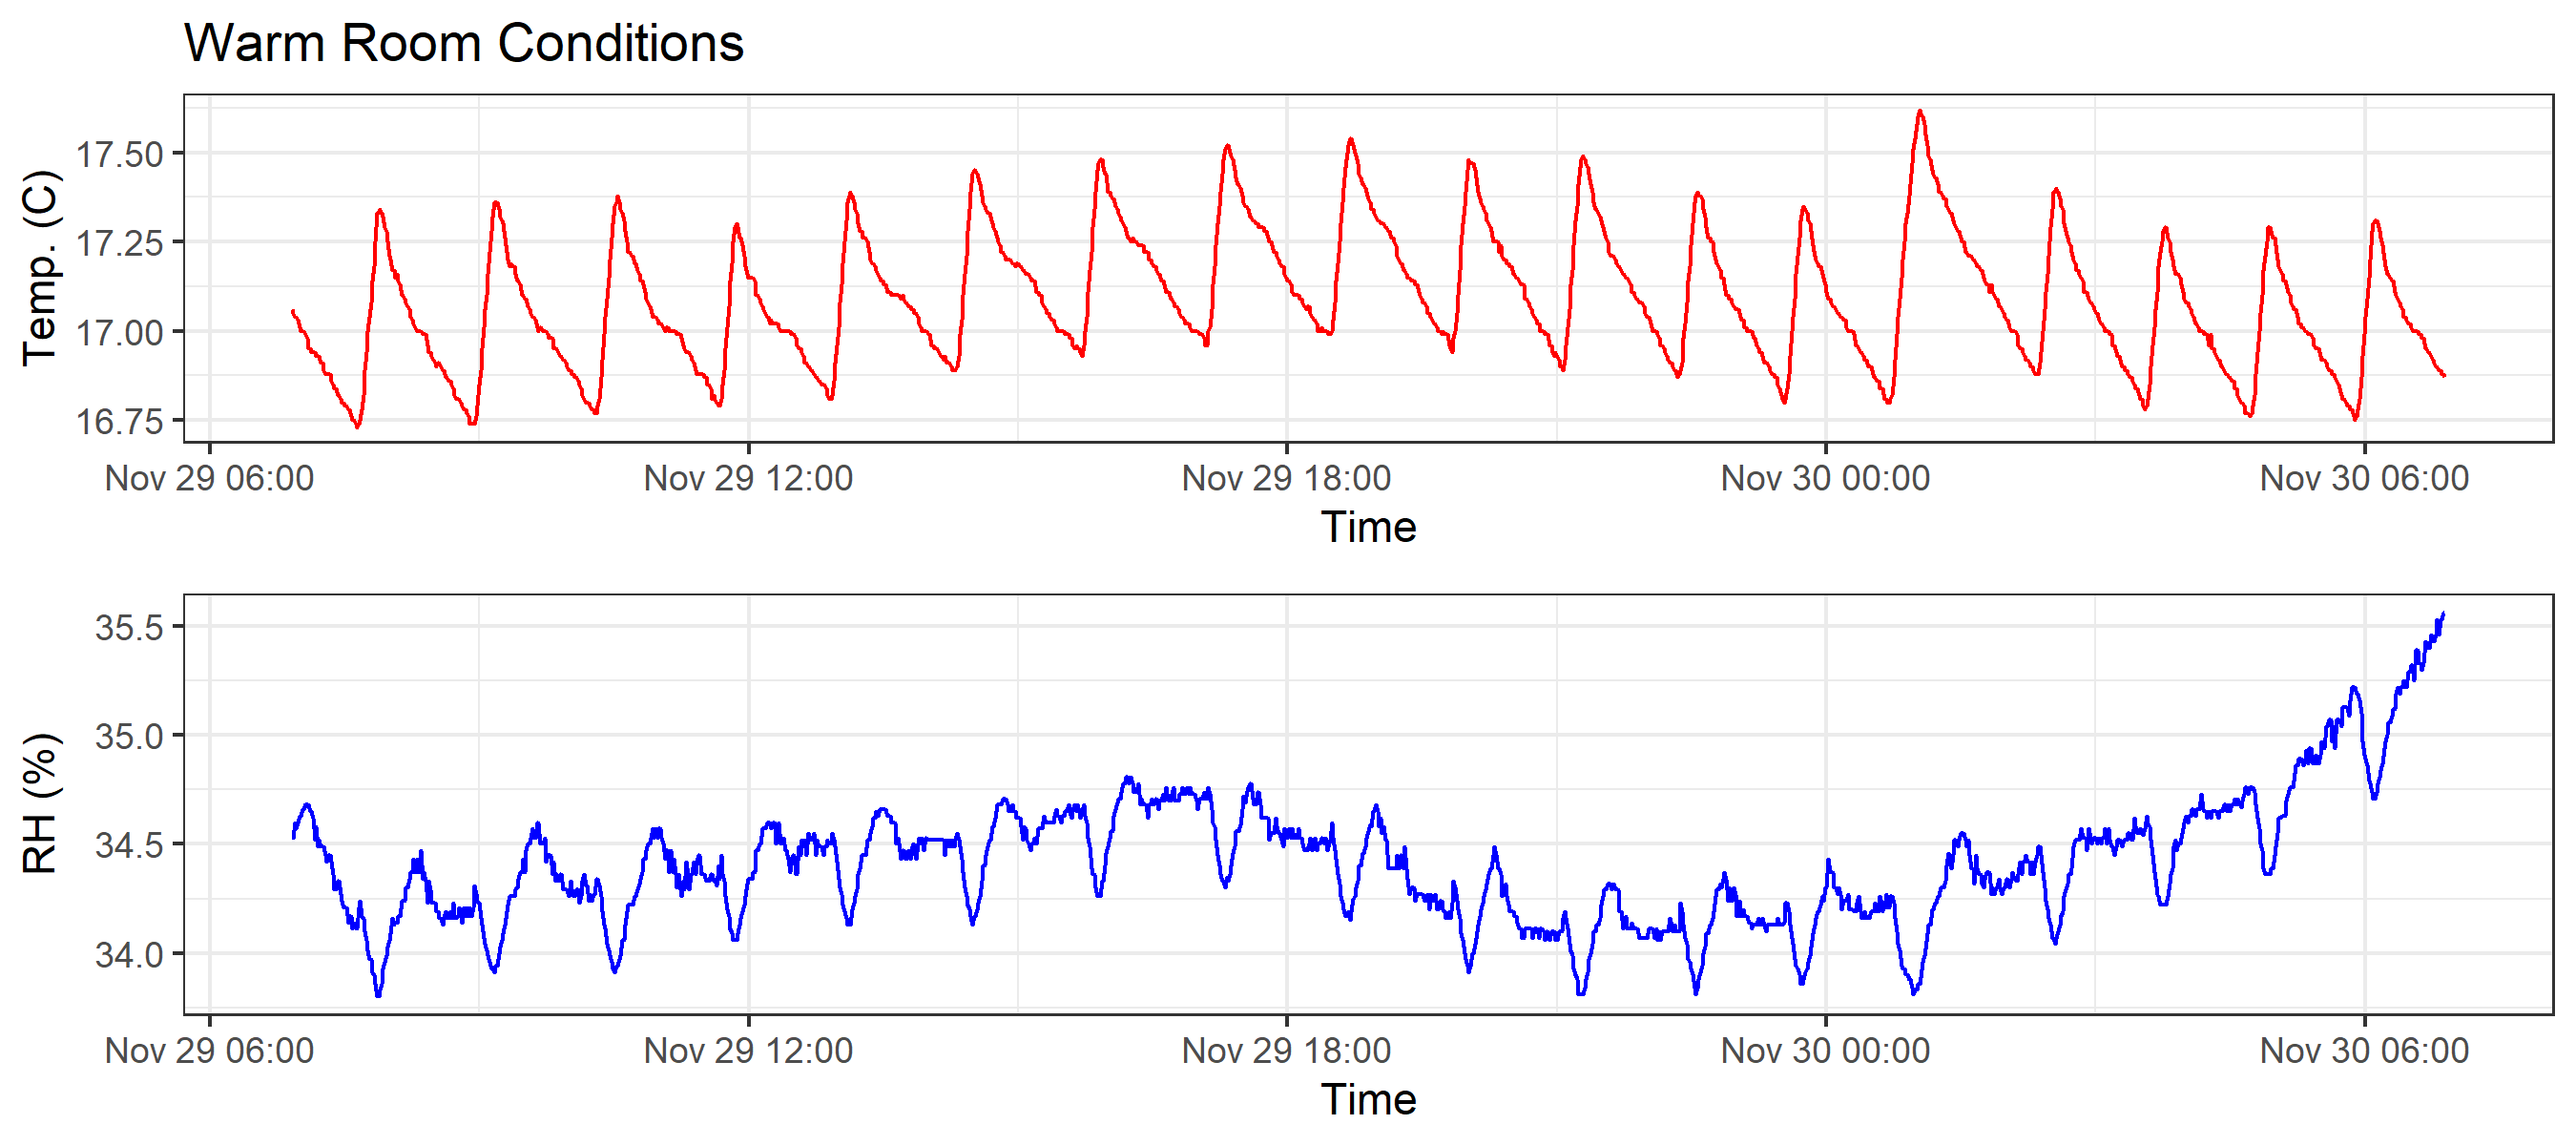 Warm Room Conditions
Temp. (C)
17.50
17.25
17.00
16.75
Nov 29 06:00 Nov 29 12:00 Nov 29 18:00 Nov 30 00:00 Nov 30 06:00
Time
RH (%)
35.5
35.0
34.5
34.0
Nov 29 06:00 Nov 29 12:00 Nov 29 18:00 Nov 30 00:00 Nov 30 06:00
Time